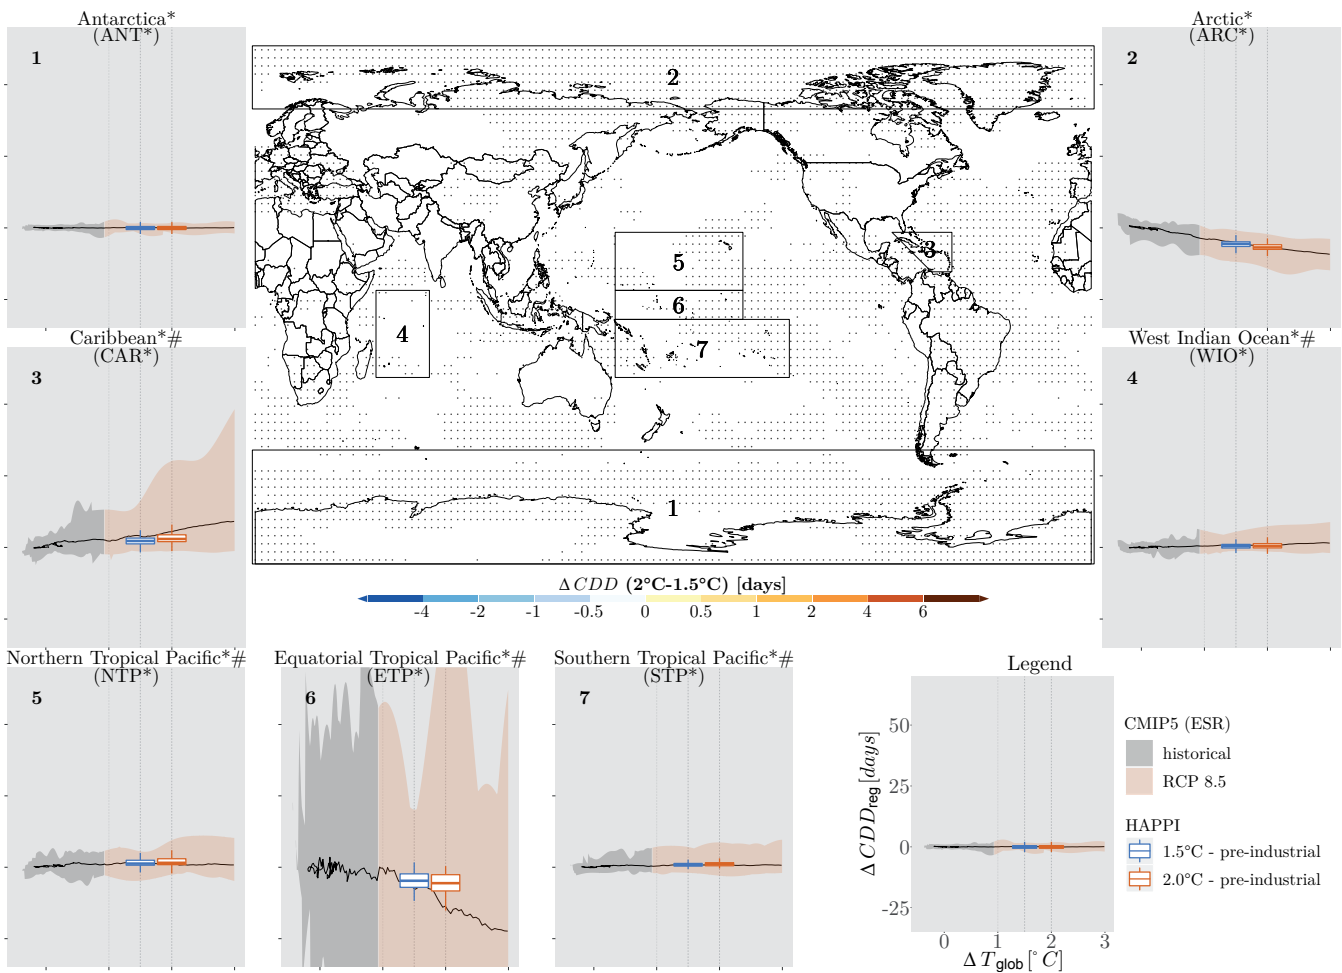 Antarctica*
(ANT*)
1
Arctic*
(ARC*)
2
2
3
5
6
4
7
1
Caribbean*#
(CAR*)
3
West Indian Ocean*#
(WIO*)
4
Δ CDD (2°C-1.5°C) [days]
-4 -2 -1 -0.5 0 0.5 1 2 4 6
Northern Tropical Pacific*#
(NTP*)
5
Equatorial Tropical Pacific*#
(ETP*)
6
Southern Tropical Pacific*#
(STP*)
7
Legend
Δ CDDreg [days]
50
25
0
-25
0 1 2 3
Δ Tglob [°C]
CMIP5 (ESR)
historical
RCP 8.5
HAPPI
1.5°C - pre-industrial
2.0°C - pre-industrial